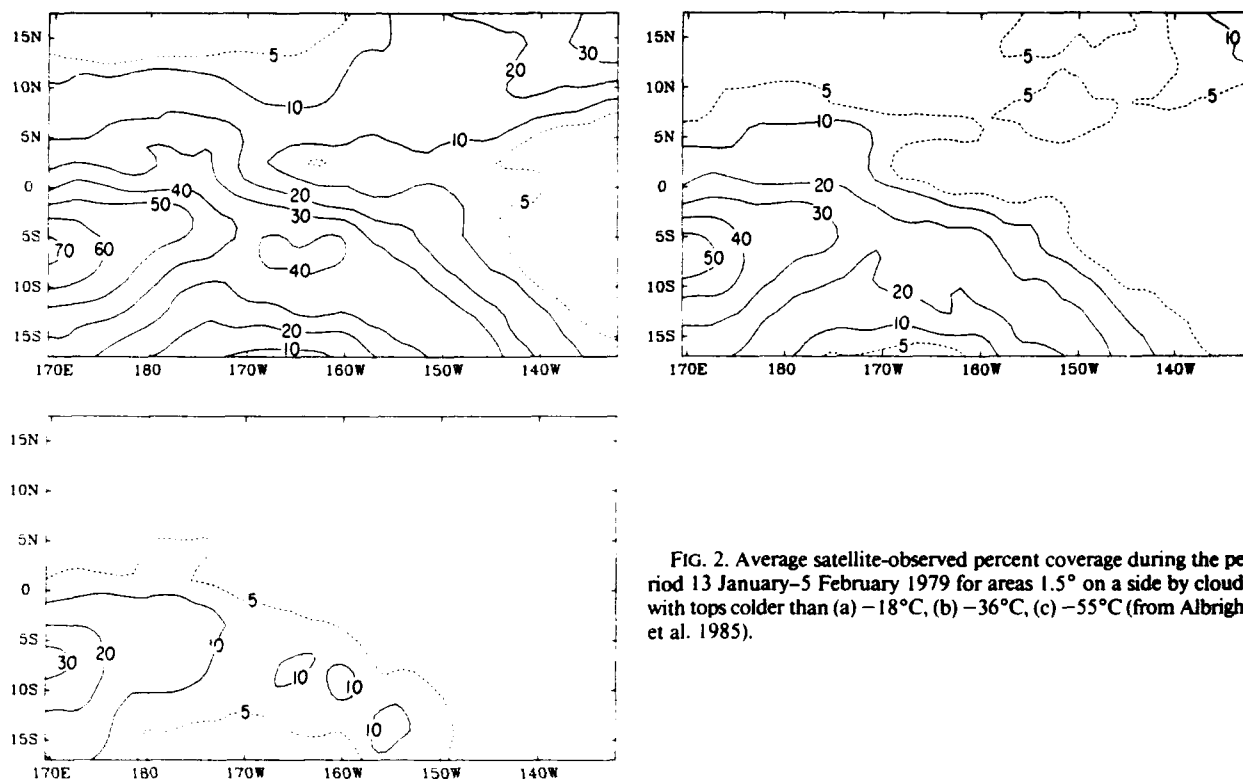 15N
10N
5N
0
5S
10S
15S
170E 180 170W 160W 150W 140W
5
10
20
30
10
20
40
50
30
60
70
40
5
20
10
15N
10N
5N
0
5S
10S
15S
170E 180 170W 160W 150W 140W
10
5
5
5
10
20
30
40
50
20
10
5
15N
10N
5N
0
5S
10S
15S
170E 180 170W 160W 150W 140W
5
20
30
10
10
10
5
FIG. 2. Average satellite-observed percent coverage during the pe-
riod 13 January–5 February 1979 for areas 1.5° on a side by cloud
with tops colder than (a) −18°C, (b) −36°C, (c) −55°C (from Albrigh
et al. 1985).